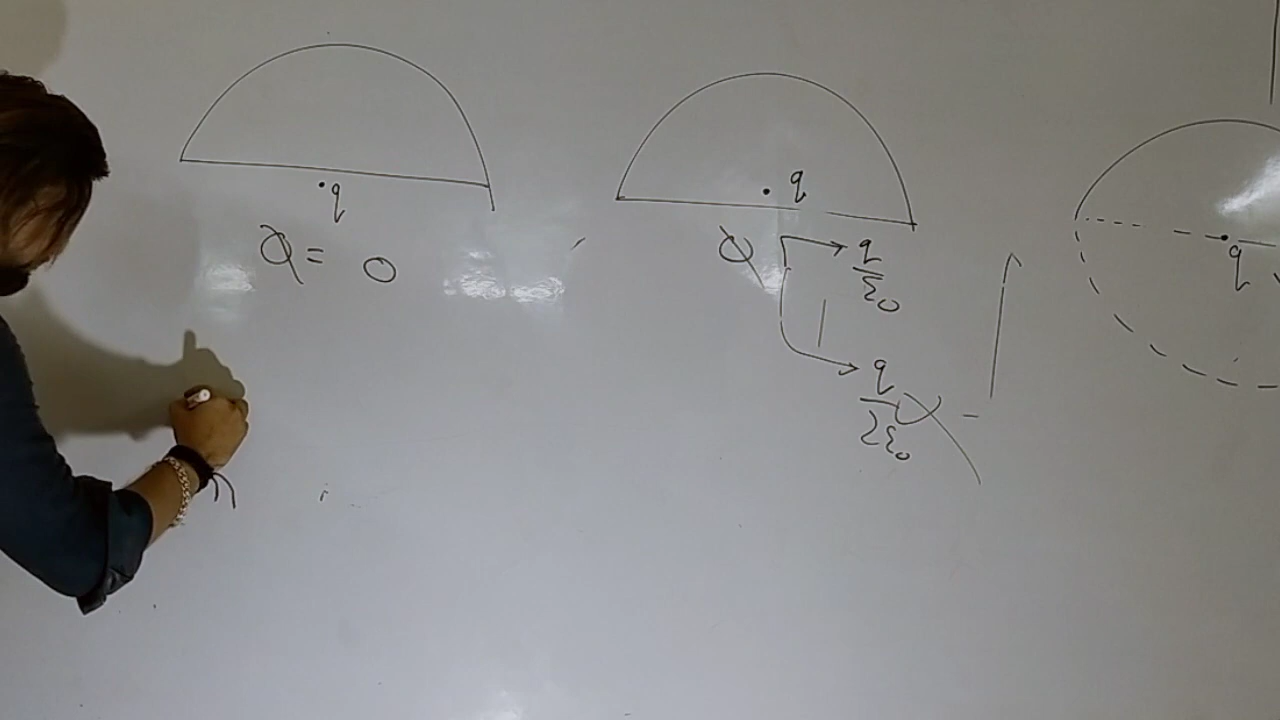 q
φ = 0
q
φ → q/ε₀
→ q/2ε₀
q